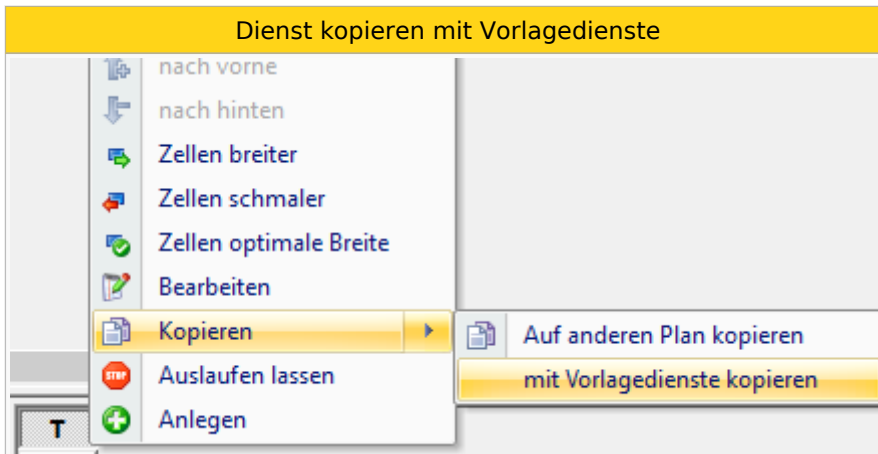 Dienst kopieren mit Vorlagedienste
nach vorne
nach hinten
Zellen breiter
Zellen schmaler
Zellen optimale Breite
Bearbeiten
Kopieren
Auf anderen Plan kopieren
STOP Auslaufen lassen
mit Vorlagedienste kopieren
Anlegen
T